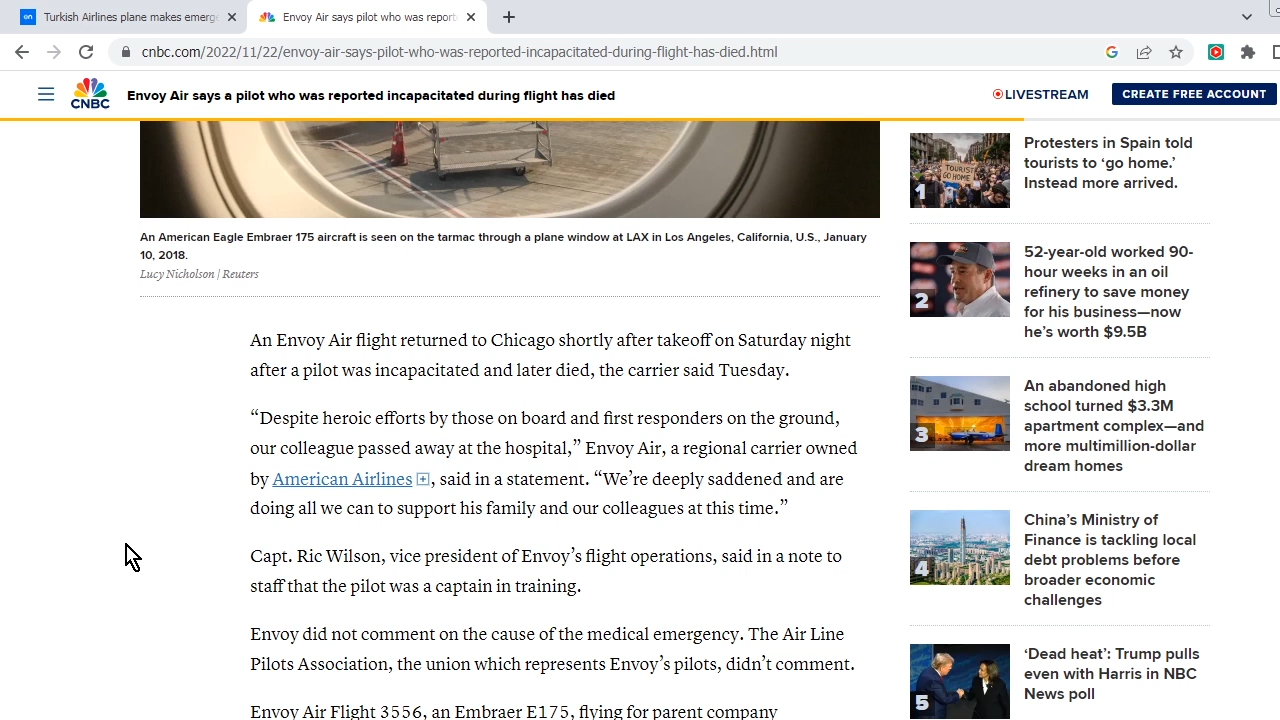 Turkish Airlines plane makes emerg
Envoy Air says pilot who was report
cnbc.com/2022/11/22/envoy-air-says-pilot-who-was-reported-incapacitated-during-flight-has-died.html
CNBC
Envoy Air says a pilot who was reported incapacitated during flight has died
LIVESTREAM
CREATE FREE ACCOUNT
An American Eagle Embraer 175 aircraft is seen on the tarmac through a plane window at LAX in Los Angeles, California, U.S., January
10, 2018.
Lucy Nicholson | Reuters
An Envoy Air flight returned to Chicago shortly after takeoff on Saturday night
after a pilot was incapacitated and later died, the carrier said Tuesday.
“Despite heroic efforts by those on board and first responders on the ground,
our colleague passed away at the hospital,” Envoy Air, a regional carrier owned
by American Airlines, said in a statement. “We’re deeply saddened and are
doing all we can to support his family and our colleagues at this time.”
Capt. Ric Wilson, vice president of Envoy’s flight operations, said in a note to
staff that the pilot was a captain in training.
Envoy did not comment on the cause of the medical emergency. The Air Line
Pilots Association, the union which represents Envoy’s pilots, didn’t comment.
Envoy Air Flight 3556, an Embraer E175, flying for parent company
TOURIST
GO HOME
1
Protesters in Spain told
tourists to ‘go home.’
Instead more arrived.
2
52-year-old worked 90-
hour weeks in an oil
refinery to save money
for his business—now
he’s worth $9.5B
3
An abandoned high
school turned $3.3M
apartment complex—and
more multimillion-dollar
dream homes
4
China’s Ministry of
Finance is tackling local
debt problems before
broader economic
challenges
5
‘Dead heat’: Trump pulls
even with Harris in NBC
News poll